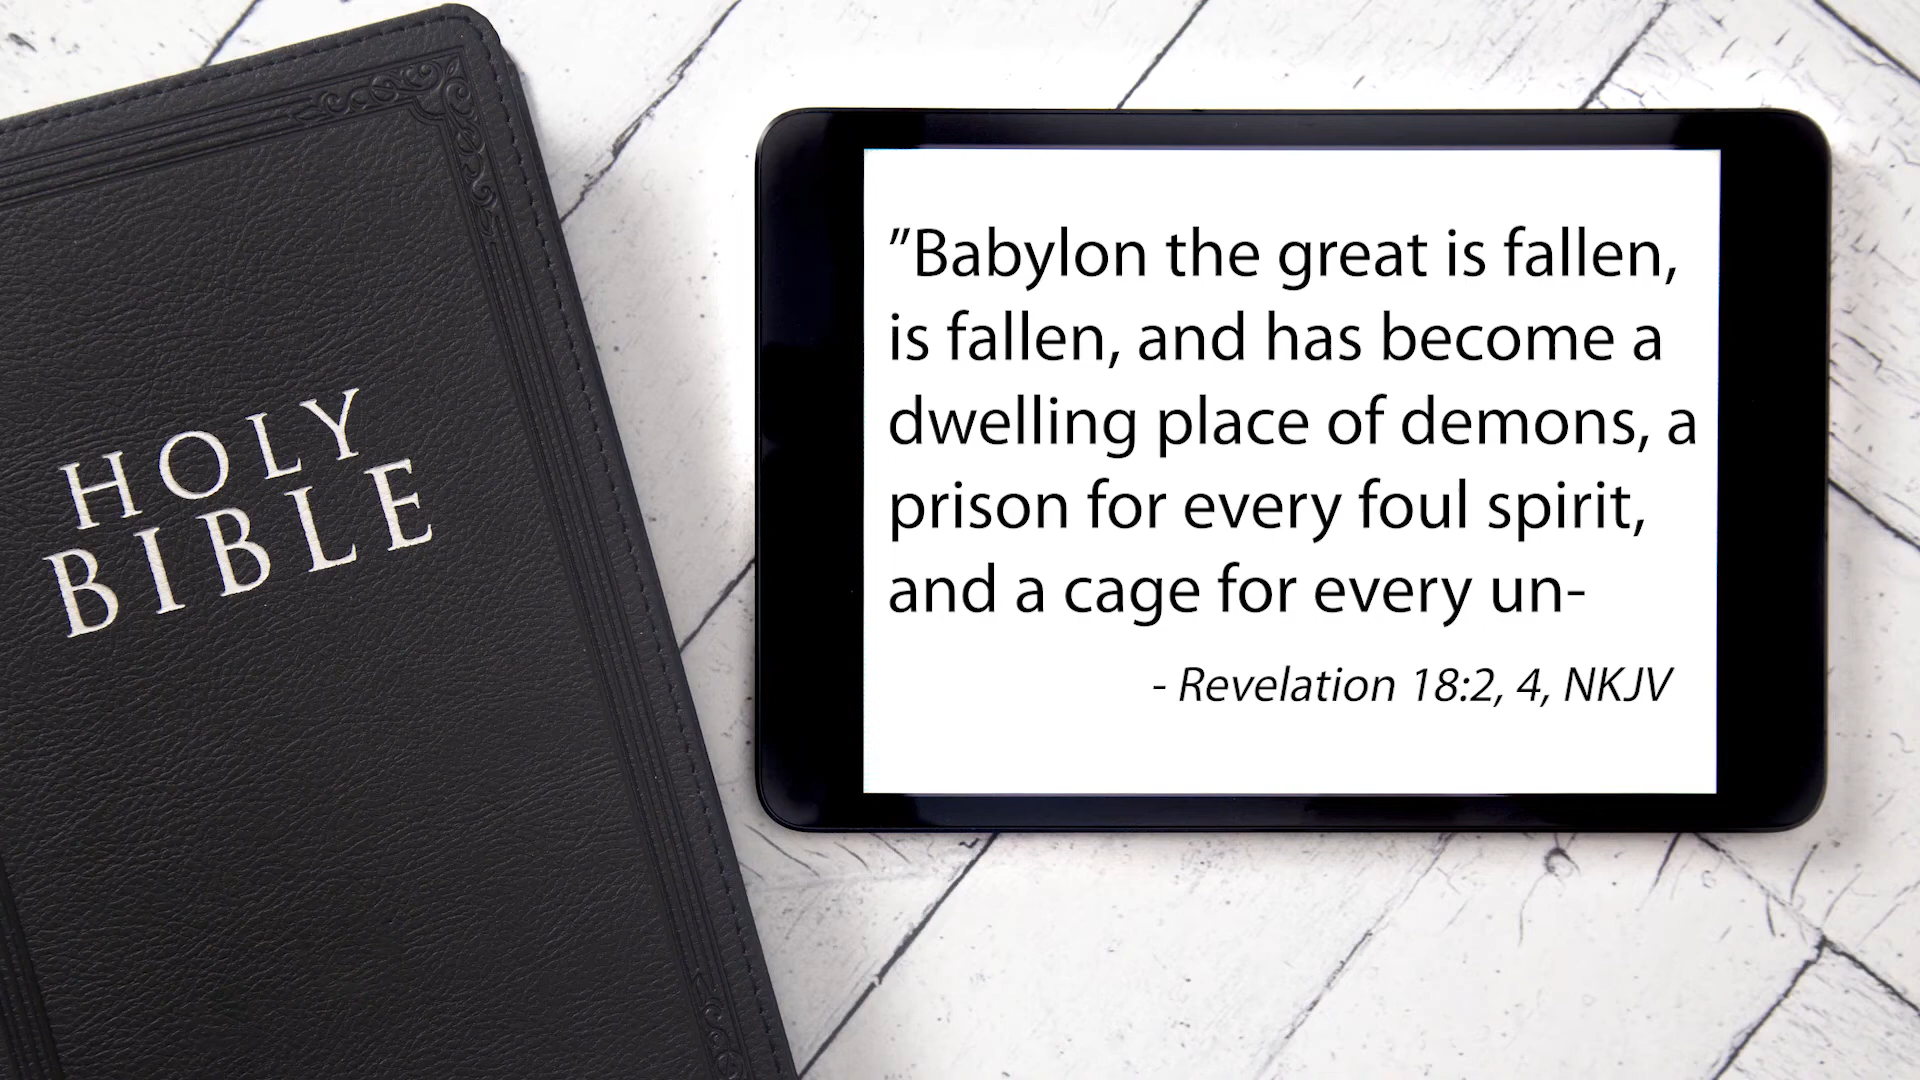 HOLY
BIBLE
"Babylon the great is fallen,
is fallen, and has become a
dwelling place of demons, a
prison for every foul spirit,
and a cage for every un-
- Revelation 18:2, 4, NKJV